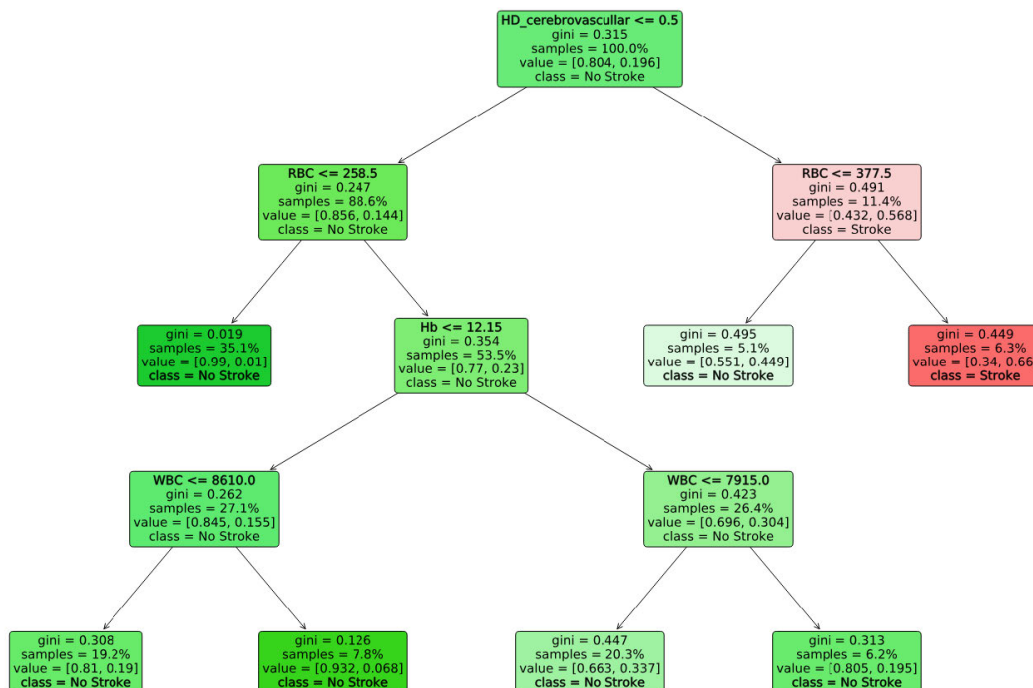 HD_cerebrovascullar <= 0.5
gini = 0.315
samples = 100.0%
value = [0.804, 0.196]
class = No Stroke
RBC <= 258.5
gini = 0.247
samples = 88.6%
value = [0.856, 0.144]
class = No Stroke
RBC <= 377.5
gini = 0.491
samples = 11.4%
value = [0.432, 0.568]
class = Stroke
gini = 0.019
samples = 35.1%
value = [0.99, 0.01]
class = No Stroke
Hb <= 12.15
gini = 0.354
samples = 53.5%
value = [0.77, 0.23]
class = No Stroke
gini = 0.495
samples = 5.1%
value = [0.551, 0.449]
class = No Stroke
gini = 0.449
samples = 6.3%
value = [0.34, 0.66
class = Stroke
WBC <= 8610.0
gini = 0.262
samples = 27.1%
value = [0.845, 0.155]
class = No Stroke
WBC <= 7915.0
gini = 0.423
samples = 26.4%
value = [0.696, 0.304]
class = No Stroke
gini = 0.308
samples = 19.2%
value = [0.81, 0.19]
class = No Stroke
gini = 0.126
samples = 7.8%
value = [0.932, 0.068]
class = No Stroke
gini = 0.447
samples = 20.3%
value = [0.663, 0.337]
class = No Stroke
gini = 0.313
samples = 6.2%
value = [0.805, 0.195]
class = No Stroke